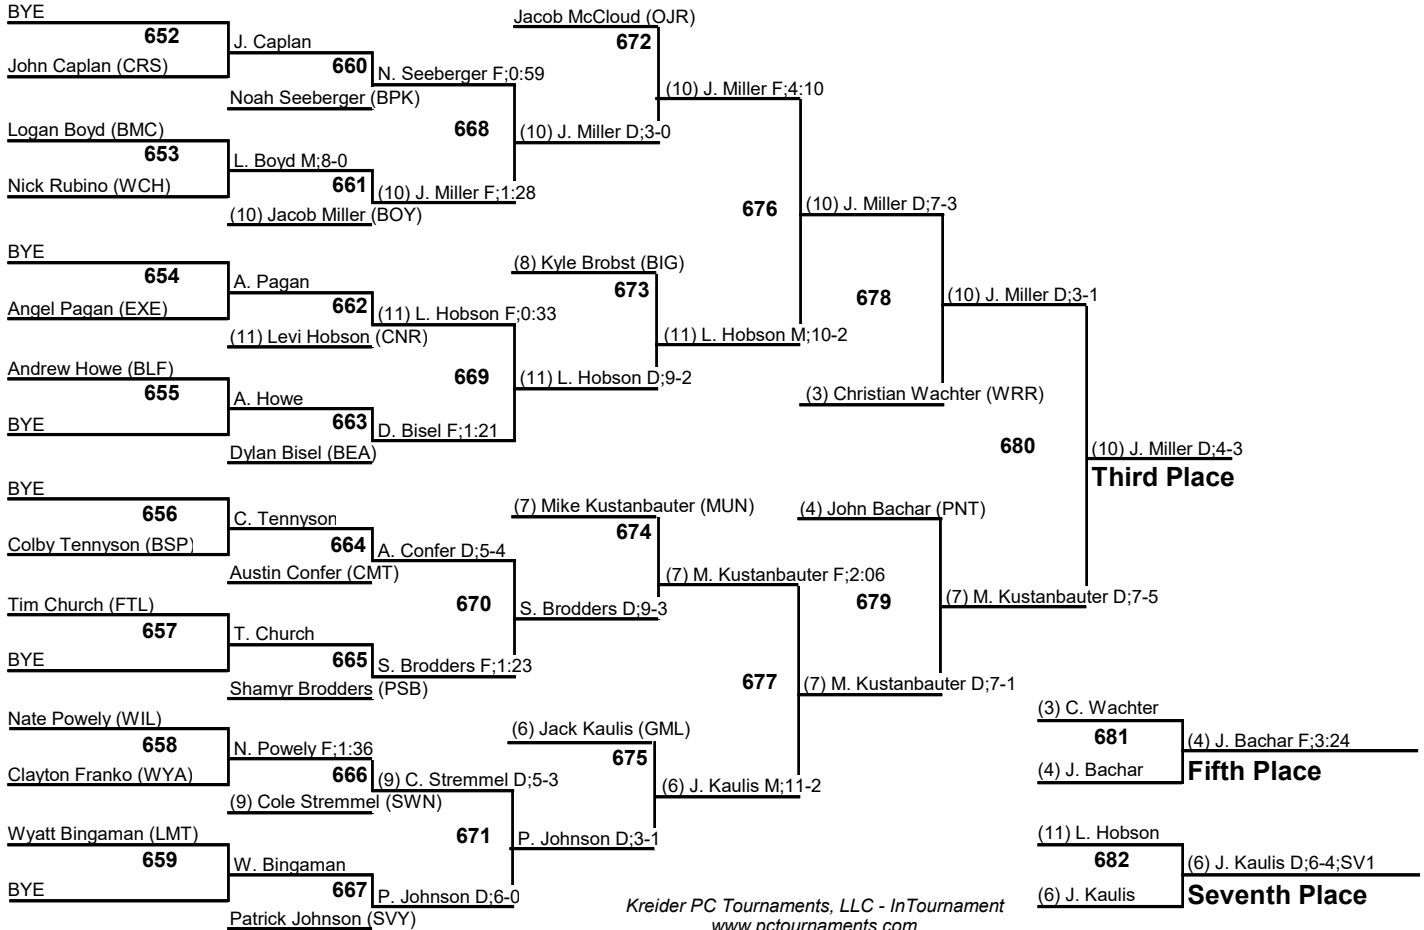 BYE
652
John Caplan (CRS)
J. Caplan
660
Noah Seeberger (BPK)
N. Seeberger F;0:59
Logan Boyd (BMC)
653
Nick Rubino (WCH)
L. Boyd M;8-0
661
(10) Jacob Miller (BOY)
(10) J. Miller F;1:28
668
(10) J. Miller D;3-0
Jacob McCloud (OJR)
672
(10) J. Miller F;4:10
BYE
654
Angel Pagan (EXE)
A. Pagan
662
(11) Levi Hobson (CNR)
(11) L. Hobson F;0:33
Andrew Howe (BLF)
655
BYE
A. Howe
663
Dylan Bisel (BEA)
D. Bisel F;1:21
669
(11) L. Hobson D;9-2
(8) Kyle Brobst (BIG)
673
(11) L. Hobson M;10-2
676
(10) J. Miller D;7-3
678
(3) Christian Wachter (WRR)
(10) J. Miller D;3-1
BYE
656
Colby Tennyson (BSP)
C. Tennyson
664
Austin Confer (CMT)
A. Confer D;5-4
Tim Church (FTL)
657
BYE
T. Church
665
Shamyr Brodders (PSB)
S. Brodders F;1:23
670
S. Brodders D;9-3
(7) Mike Kustanbauter (MUN)
674
(7) M. Kustanbauter F;2:06
Nate Powely (WIL)
658
Clayton Franko (WYA)
N. Powely F;1:36
666
(9) Cole Stremmel (SWN)
(9) C. Stremmel D;5-3
Wyatt Bingaman (LMT)
659
BYE
W. Bingaman
667
Patrick Johnson (SVY)
P. Johnson D;6-0
671
P. Johnson D;3-1
(6) Jack Kaulis (GML)
675
(6) J. Kaulis M;11-2
677
(7) M. Kustanbauter D;7-1
(4) John Bachar (PNT)
679
(7) M. Kustanbauter D;7-5
680
(10) J. Miller D;4-3
Third Place
(3) C. Wachter
681
(4) J. Bachar
(4) J. Bachar F;3:24
Fifth Place
(11) L. Hobson
682
(6) J. Kaulis
(6) J. Kaulis D;6-4;SV1
Seventh Place
Kreider PC Tournaments, LLC - InTournament
www.pctournaments.com